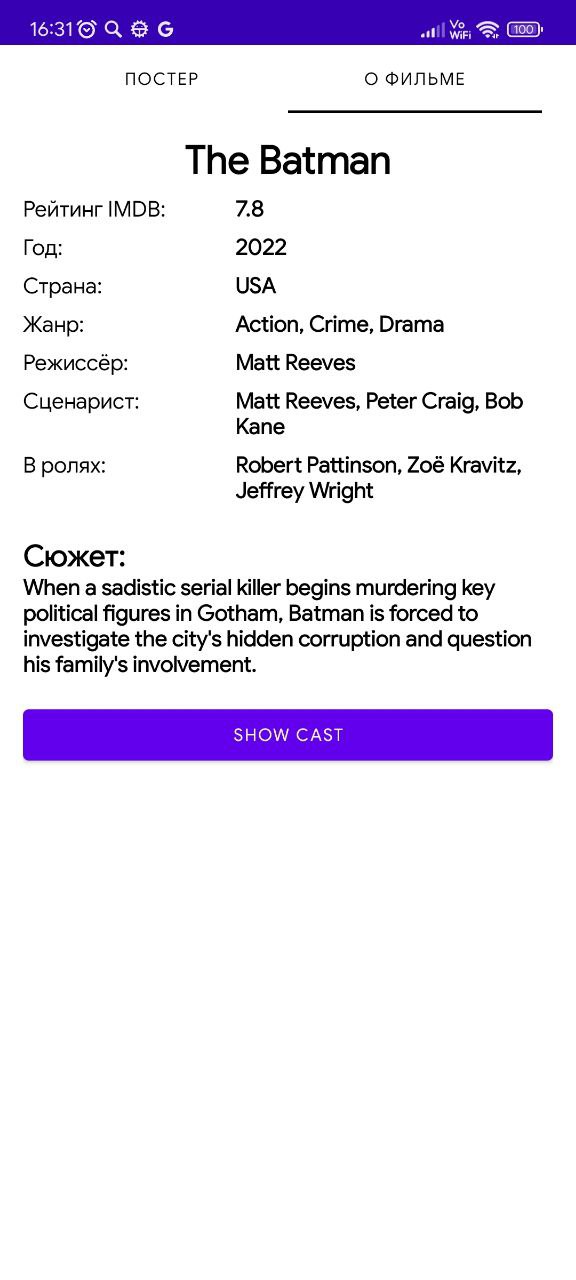 16:31
Vo
WiFi
100
ПОСТЕР
О ФИЛЬМЕ
The Batman
Рейтинг IMDB: 7.8
Год: 2022
Страна: USA
Жанр: Action, Crime, Drama
Режиссёр: Matt Reeves
Сценарист: Matt Reeves, Peter Craig, Bob
Kane
В ролях: Robert Pattinson, Zoë Kravitz,
Jeffrey Wright
Сюжет:
When a sadistic serial killer begins murdering key
political figures in Gotham, Batman is forced to
investigate the city's hidden corruption and question
his family's involvement.
SHOW CAST